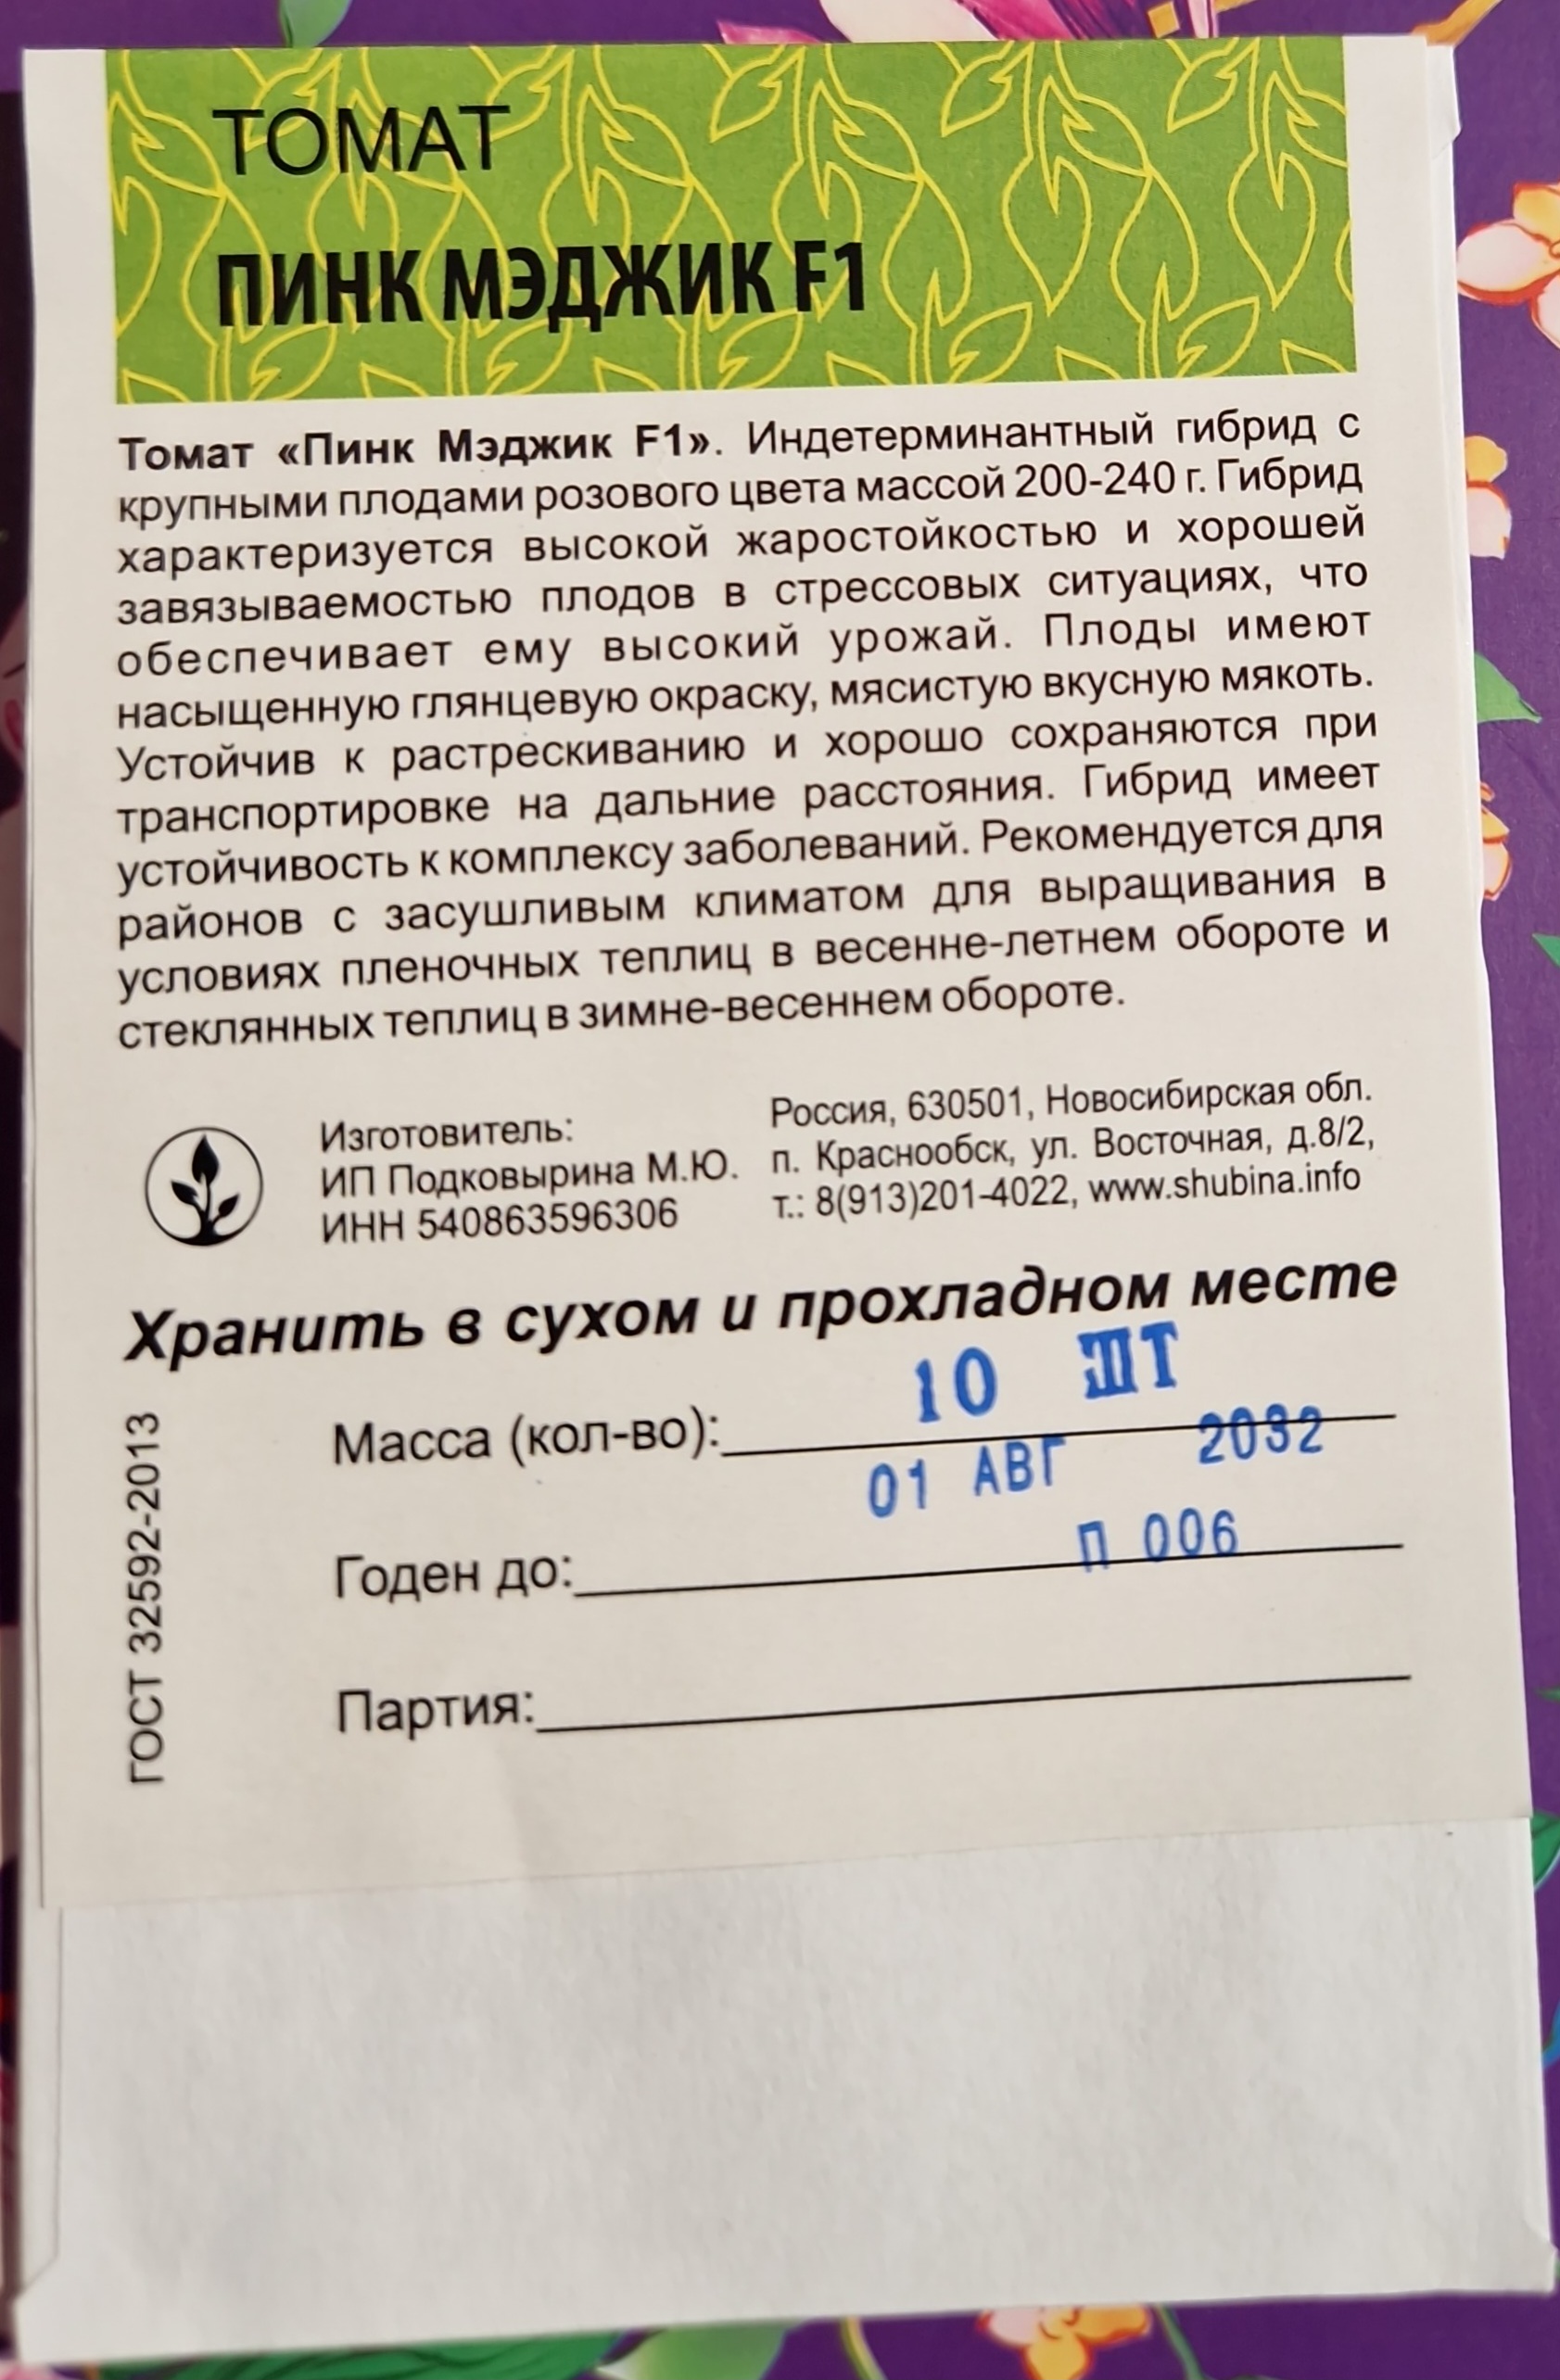 ТОМАТ
ПИНК МЭДЖИК F1
Томат «Пинк Мэджик F1». Индетерминантный гибрид с
крупными плодами розового цвета массой 200-240 г. Гибрид
характеризуется высокой жаростойкостью и хорошей
завязываемостью плодов в стрессовых ситуациях, что
обеспечивает ему высокий урожай. Плоды имеют
насыщенную глянцевую окраску, мясистую вкусную мякоть.
Устойчив к растрескиванию и хорошо сохраняются при
транспортировке на дальние расстояния. Гибрид имеет
устойчивость к комплексу заболеваний. Рекомендуется для
районов с засушливым климатом для выращивания в
условиях пленочных теплиц в весенне-летнем обороте и
стеклянных теплиц в зимне-весеннем обороте.
Изготовитель:
ИП Подковырина М.Ю.
ИНН 540863596306
Россия, 630501, Новосибирская обл.
п. Краснообск, ул. Восточная, д.8/2,
т.: 8(913)201-4022, www.shubina.info
Хранить в сухом и прохладном месте
ГОСТ 32592-2013
Масса (кол-во): 10 ШТ
01 АВГ 2032
Годен до: П 006
Партия: